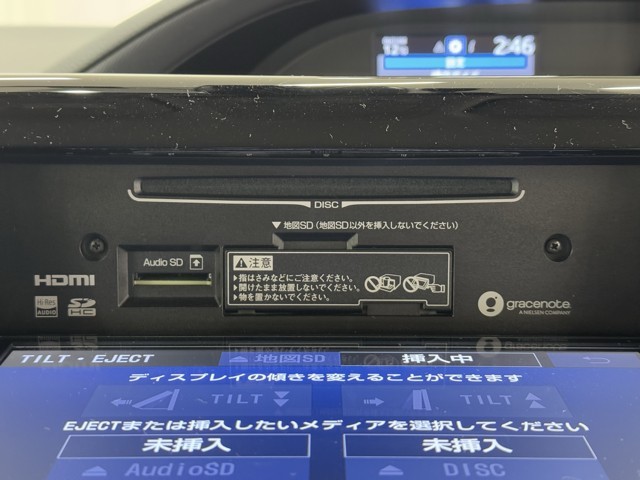 12
2:46
設定
DISC
▼地図SD(地図SD以外を挿入しないでください)
Audio SD
⚠注意
▶指はさみなどにご注意ください。
▶開けたまま放置しないでください。
▶物を置かないでください。
HDMI
Hi-Res AUDIO
SD HC
gracenote
A NIELSEN COMPANY
TILT・EJECT
地図SD 挿入中
ディスプレイの傾きを変えることができます
TILT TILT
EJECTまたは挿入したいメディアを選択してください
未挿入 未挿入
AudioSD DISC